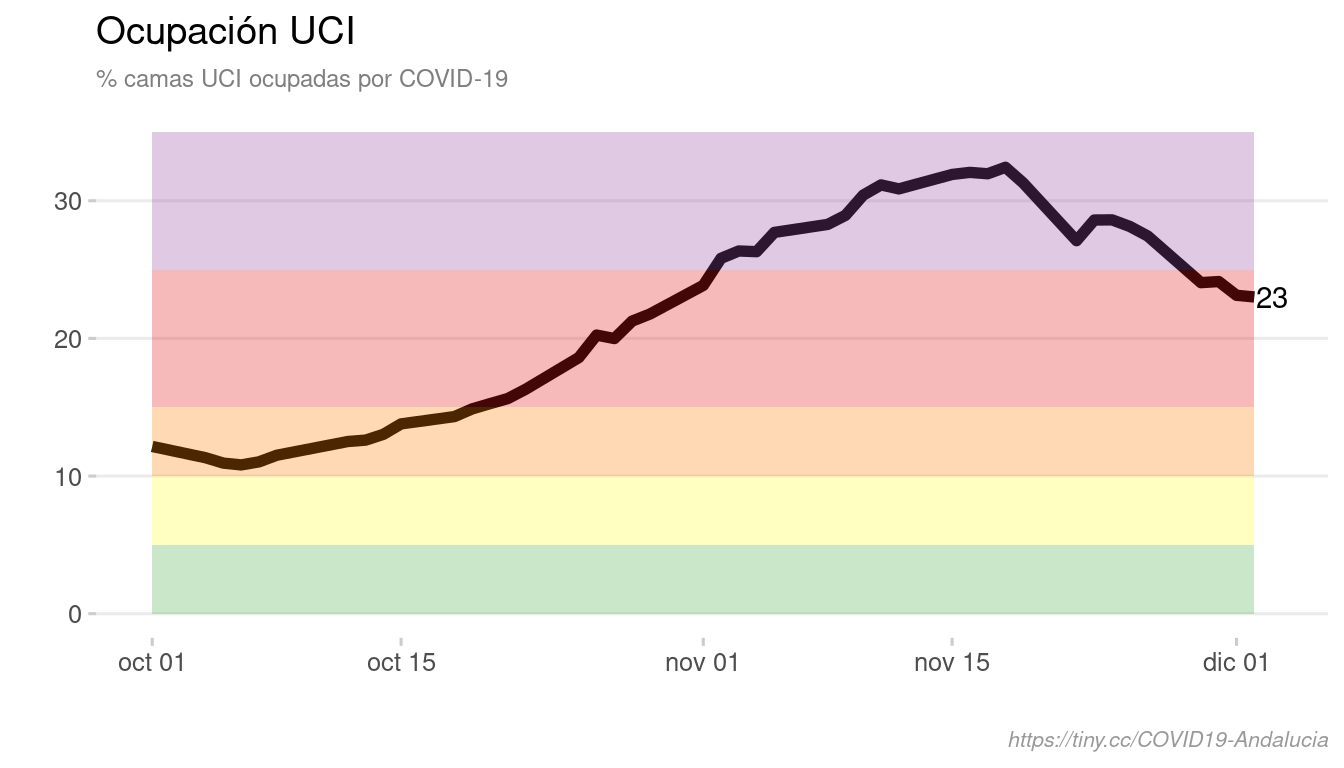 Ocupación UCI
% camas UCI ocupadas por COVID-19
30
20
10
0
23
oct 01
oct 15
nov 01
nov 15
dic 01
https://tiny.cc/COVID19-Andalucia